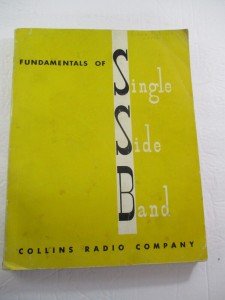 FUNDAMENTALS OF
Single
Side
Band
COLLINS RADIO COMPANY